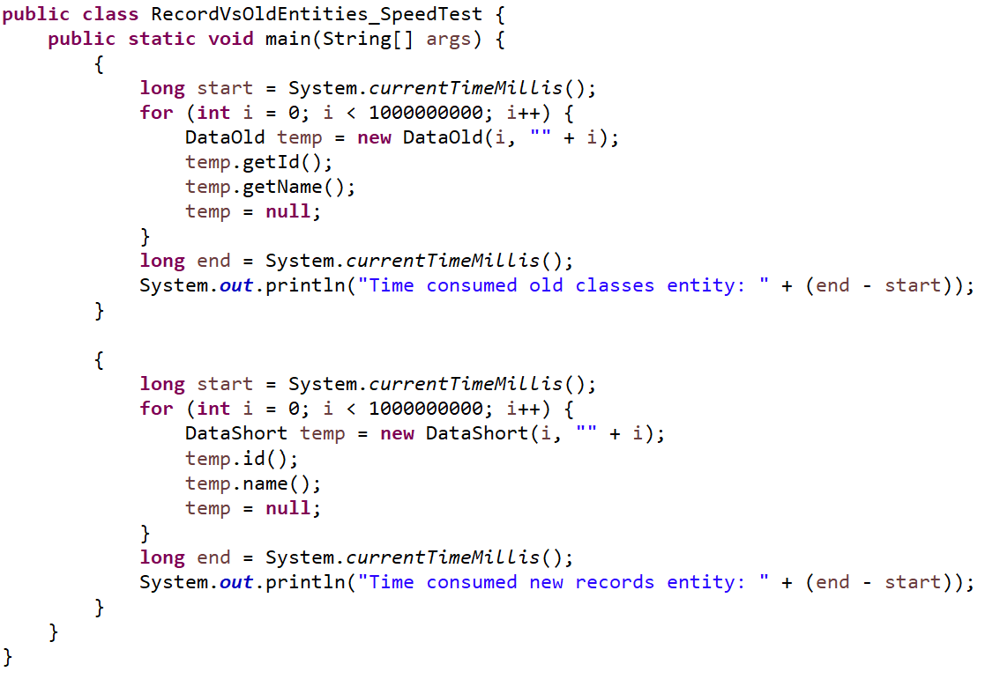 public class RecordVsOldEntities_SpeedTest {
    public static void main(String[] args) {
        {
            long start = System.currentTimeMillis();
            for (int i = 0; i < 1000000000; i++) {
                DataOld temp = new DataOld(i, "" + i);
                temp.getId();
                temp.getName();
                temp = null;
            }
            long end = System.currentTimeMillis();
            System.out.println("Time consumed old classes entity: " + (end - start));
        }

        {
            long start = System.currentTimeMillis();
            for (int i = 0; i < 1000000000; i++) {
                DataShort temp = new DataShort(i, "" + i);
                temp.id();
                temp.name();
                temp = null;
            }
            long end = System.currentTimeMillis();
            System.out.println("Time consumed new records entity: " + (end - start));
        }
    }
}